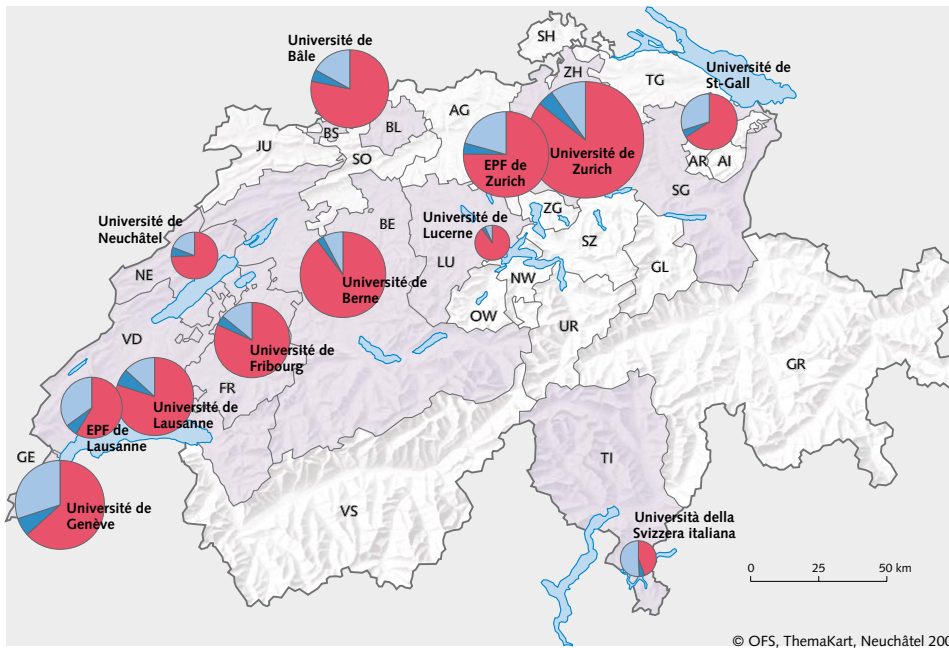 SH
Université de
Bâle
ZH
Université de
St-Gall
TG
AG
BS
BL
JU
SO
EPF de
Zurich
Université de
Zurich
AR
AI
SG
Université de
Neuchâtel
BE
Université de
Lucerne
ZG
SZ
NE
LU
GL
Université de
Berne
NW
OW
UR
VD
Université de
Fribourg
GR
FR
Université de
Lausanne
EPF de
Lausanne
GE
TI
Université de
Genève
VS
Università della
Svizzera italiana
0 25 50 km
© OFS, ThemaKart, Neuchâtel 200